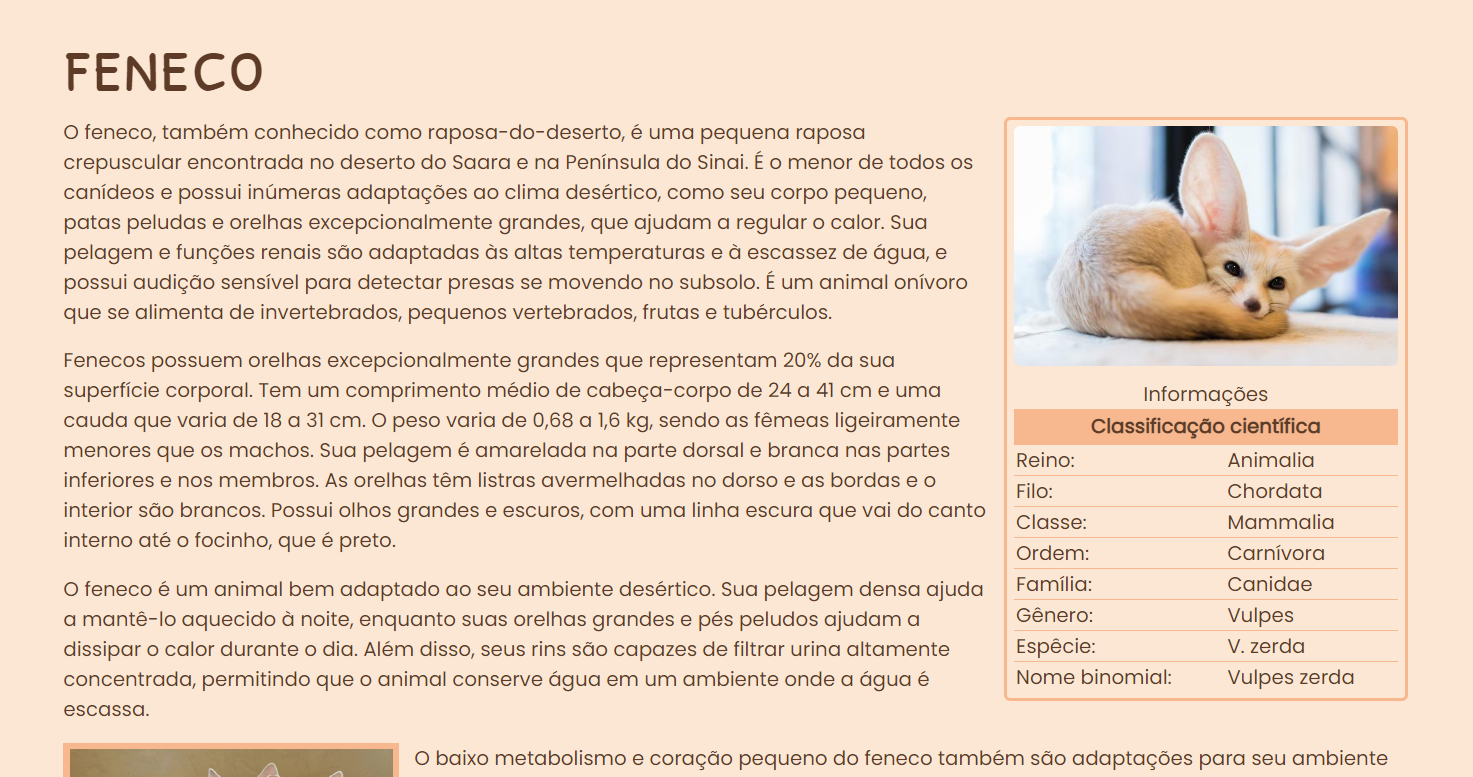 FENECO
O feneco, também conhecido como raposa-do-deserto, é uma pequena raposa
crepuscular encontrada no deserto do Saara e na Península do Sinai. É o menor de todos os
canídeos e possui inúmeras adaptações ao clima desértico, como seu corpo pequeno,
patas peludas e orelhas excepcionalmente grandes, que ajudam a regular o calor. Sua
pelagem e funções renais são adaptadas às altas temperaturas e à escassez de água, e
possui audição sensível para detectar presas se movendo no subsolo. É um animal onívoro
que se alimenta de invertebrados, pequenos vertebrados, frutas e tubérculos.
Fenecos possuem orelhas excepcionalmente grandes que representam 20% da sua
superfície corporal. Tem um comprimento médio de cabeça-corpo de 24 a 41 cm e uma
cauda que varia de 18 a 31 cm. O peso varia de 0,68 a 1,6 kg, sendo as fêmeas ligeiramente
menores que os machos. Sua pelagem é amarelada na parte dorsal e branca nas partes
inferiores e nos membros. As orelhas têm listras avermelhadas no dorso e as bordas e o
interior são brancos. Possui olhos grandes e escuros, com uma linha escura que vai do canto
interno até o focinho, que é preto.
O feneco é um animal bem adaptado ao seu ambiente desértico. Sua pelagem densa ajuda
a mantê-lo aquecido à noite, enquanto suas orelhas grandes e pés peludos ajudam a
dissipar o calor durante o dia. Além disso, seus rins são capazes de filtrar urina altamente
concentrada, permitindo que o animal conserve água em um ambiente onde a água é
escassa.
O baixo metabolismo e coração pequeno do feneco também são adaptações para seu ambiente
Informações
Classificação científica
Reino: Animalia
Filo: Chordata
Classe: Mammalia
Ordem: Carnívora
Família: Canidae
Gênero: Vulpes
Espêcie: V. zerda
Nome binomial: Vulpes zerda